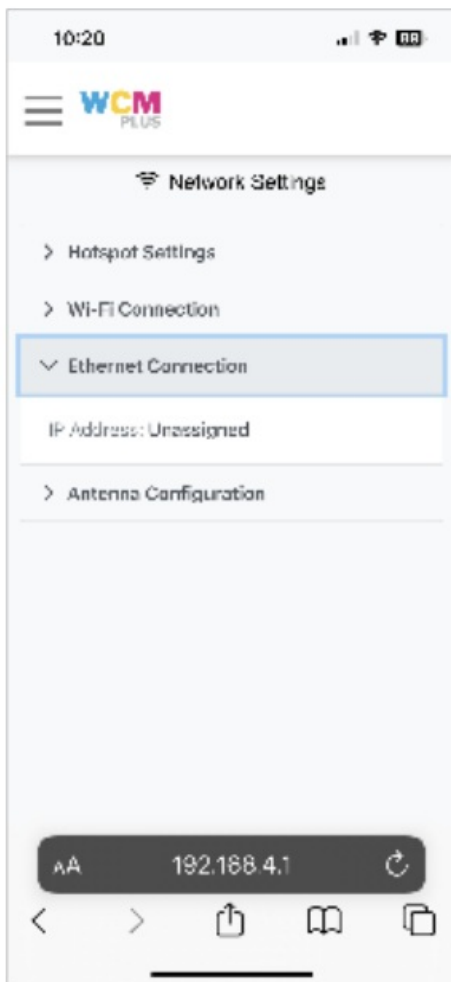 10:20
WCM
PLUS
Network Settings
Hotspot Settings
Wi-Fi Connection
Ethernet Connection
IP Address: Unassigned
Antenna Configuration
AA 192.168.4.1